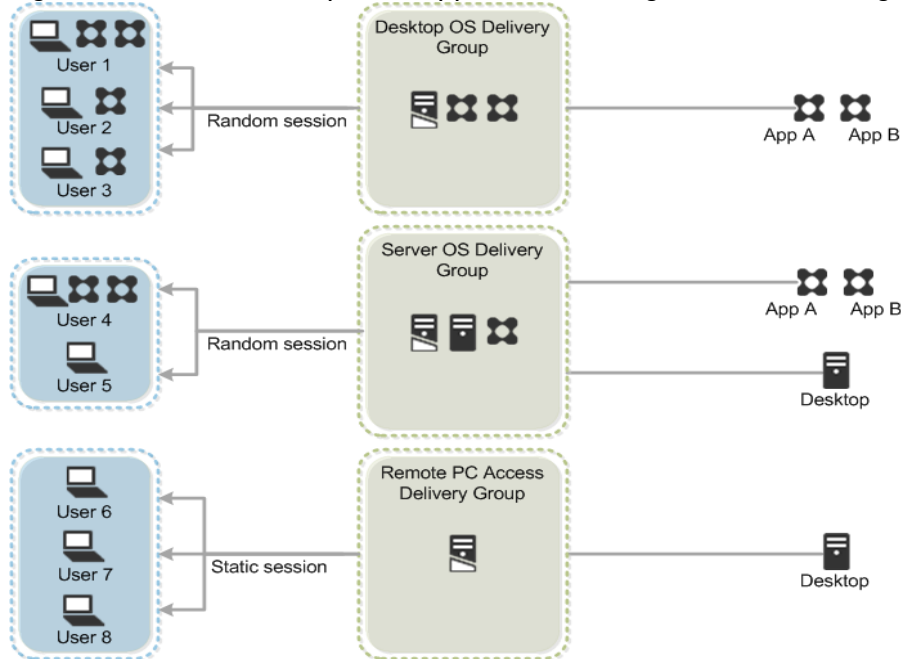 User 1
User 2
User 3
Random session
Desktop OS Delivery
Group
App A
App B
User 4
User 5
Random session
Server OS Delivery
Group
App A
App B
Desktop
User 6
User 7
User 8
Static session
Remote PC Access
Delivery Group
Desktop